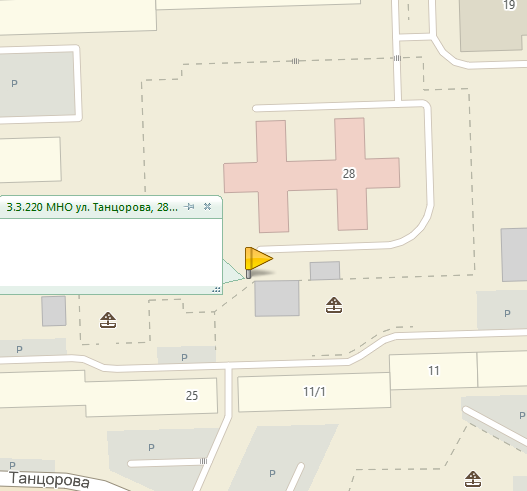 19
P
28
3.3.220 МНО ул. Танцорова, 28...
P
P
P
11
25
11/1
P
P
P
P
Танцорова